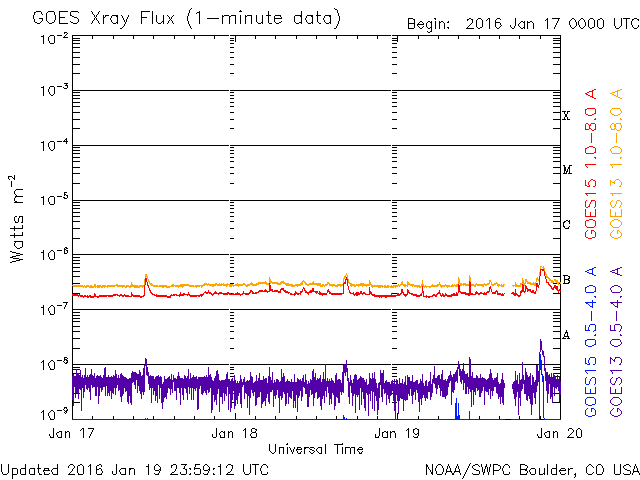 GOES Xray Flux (1-minute data)
Begin: 2016 Jan 17 0000 UTC
10-2
10-3
10-4
10-5
10-6
10-7
10-8
10-9
Watts m-2
X
M
C
B
A
GOES15 1.0-8.0 A
GOES13 1.0-8.0 A
GOES15 0.5-4.0 A
GOES13 0.5-4.0 A
Jan 17
Jan 18
Jan 19
Jan 20
Universal Time
Updated 2016 Jan 19 23:59:12 UTC
NOAA/SWPC Boulder, CO USA